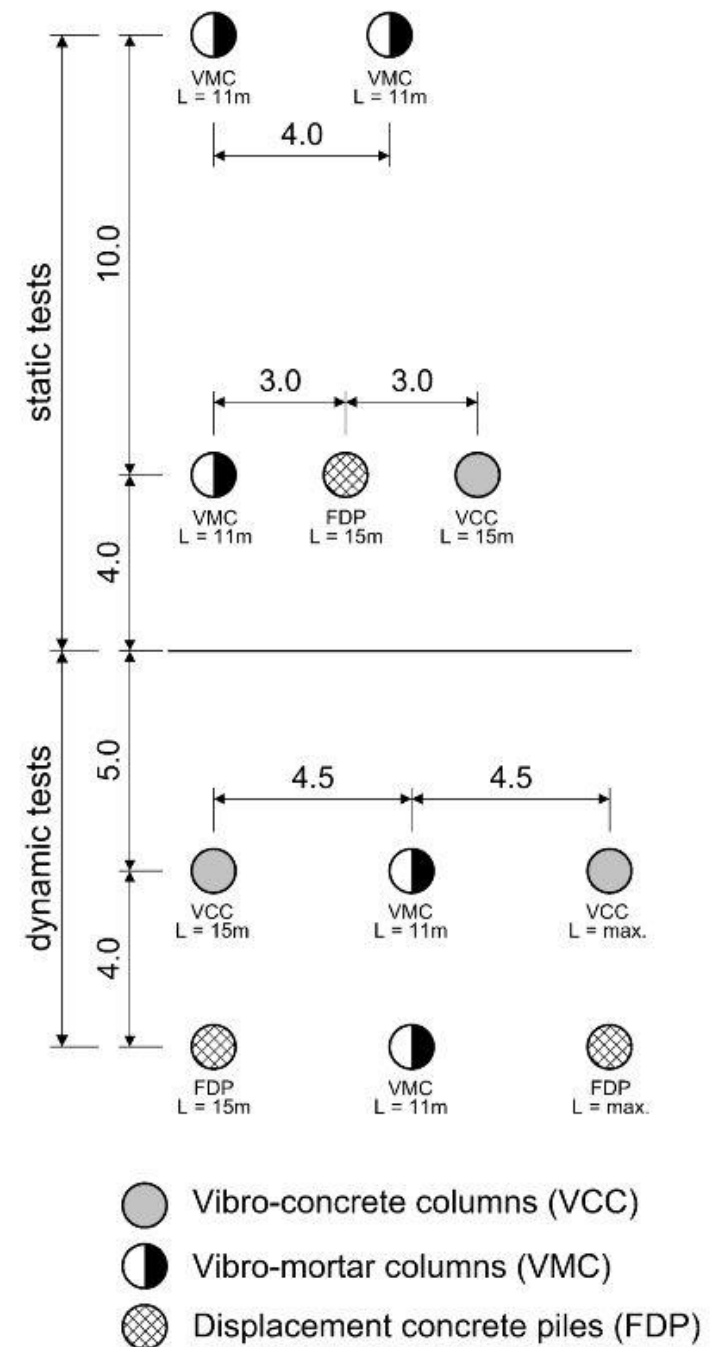 VMC
L = 11m
VMC
L = 11m
4.0
10.0
static tests
3.0
3.0
VMC
L = 11m
FDP
L = 15m
VCC
L = 15m
4.0
5.0
dynamic tests
4.5
4.5
VCC
L = 15m
VMC
L = 11m
VCC
L = max.
4.0
FDP
L = 15m
VMC
L = 11m
FDP
L = max.
Vibro-concrete columns (VCC)
Vibro-mortar columns (VMC)
Displacement concrete piles (FDP)